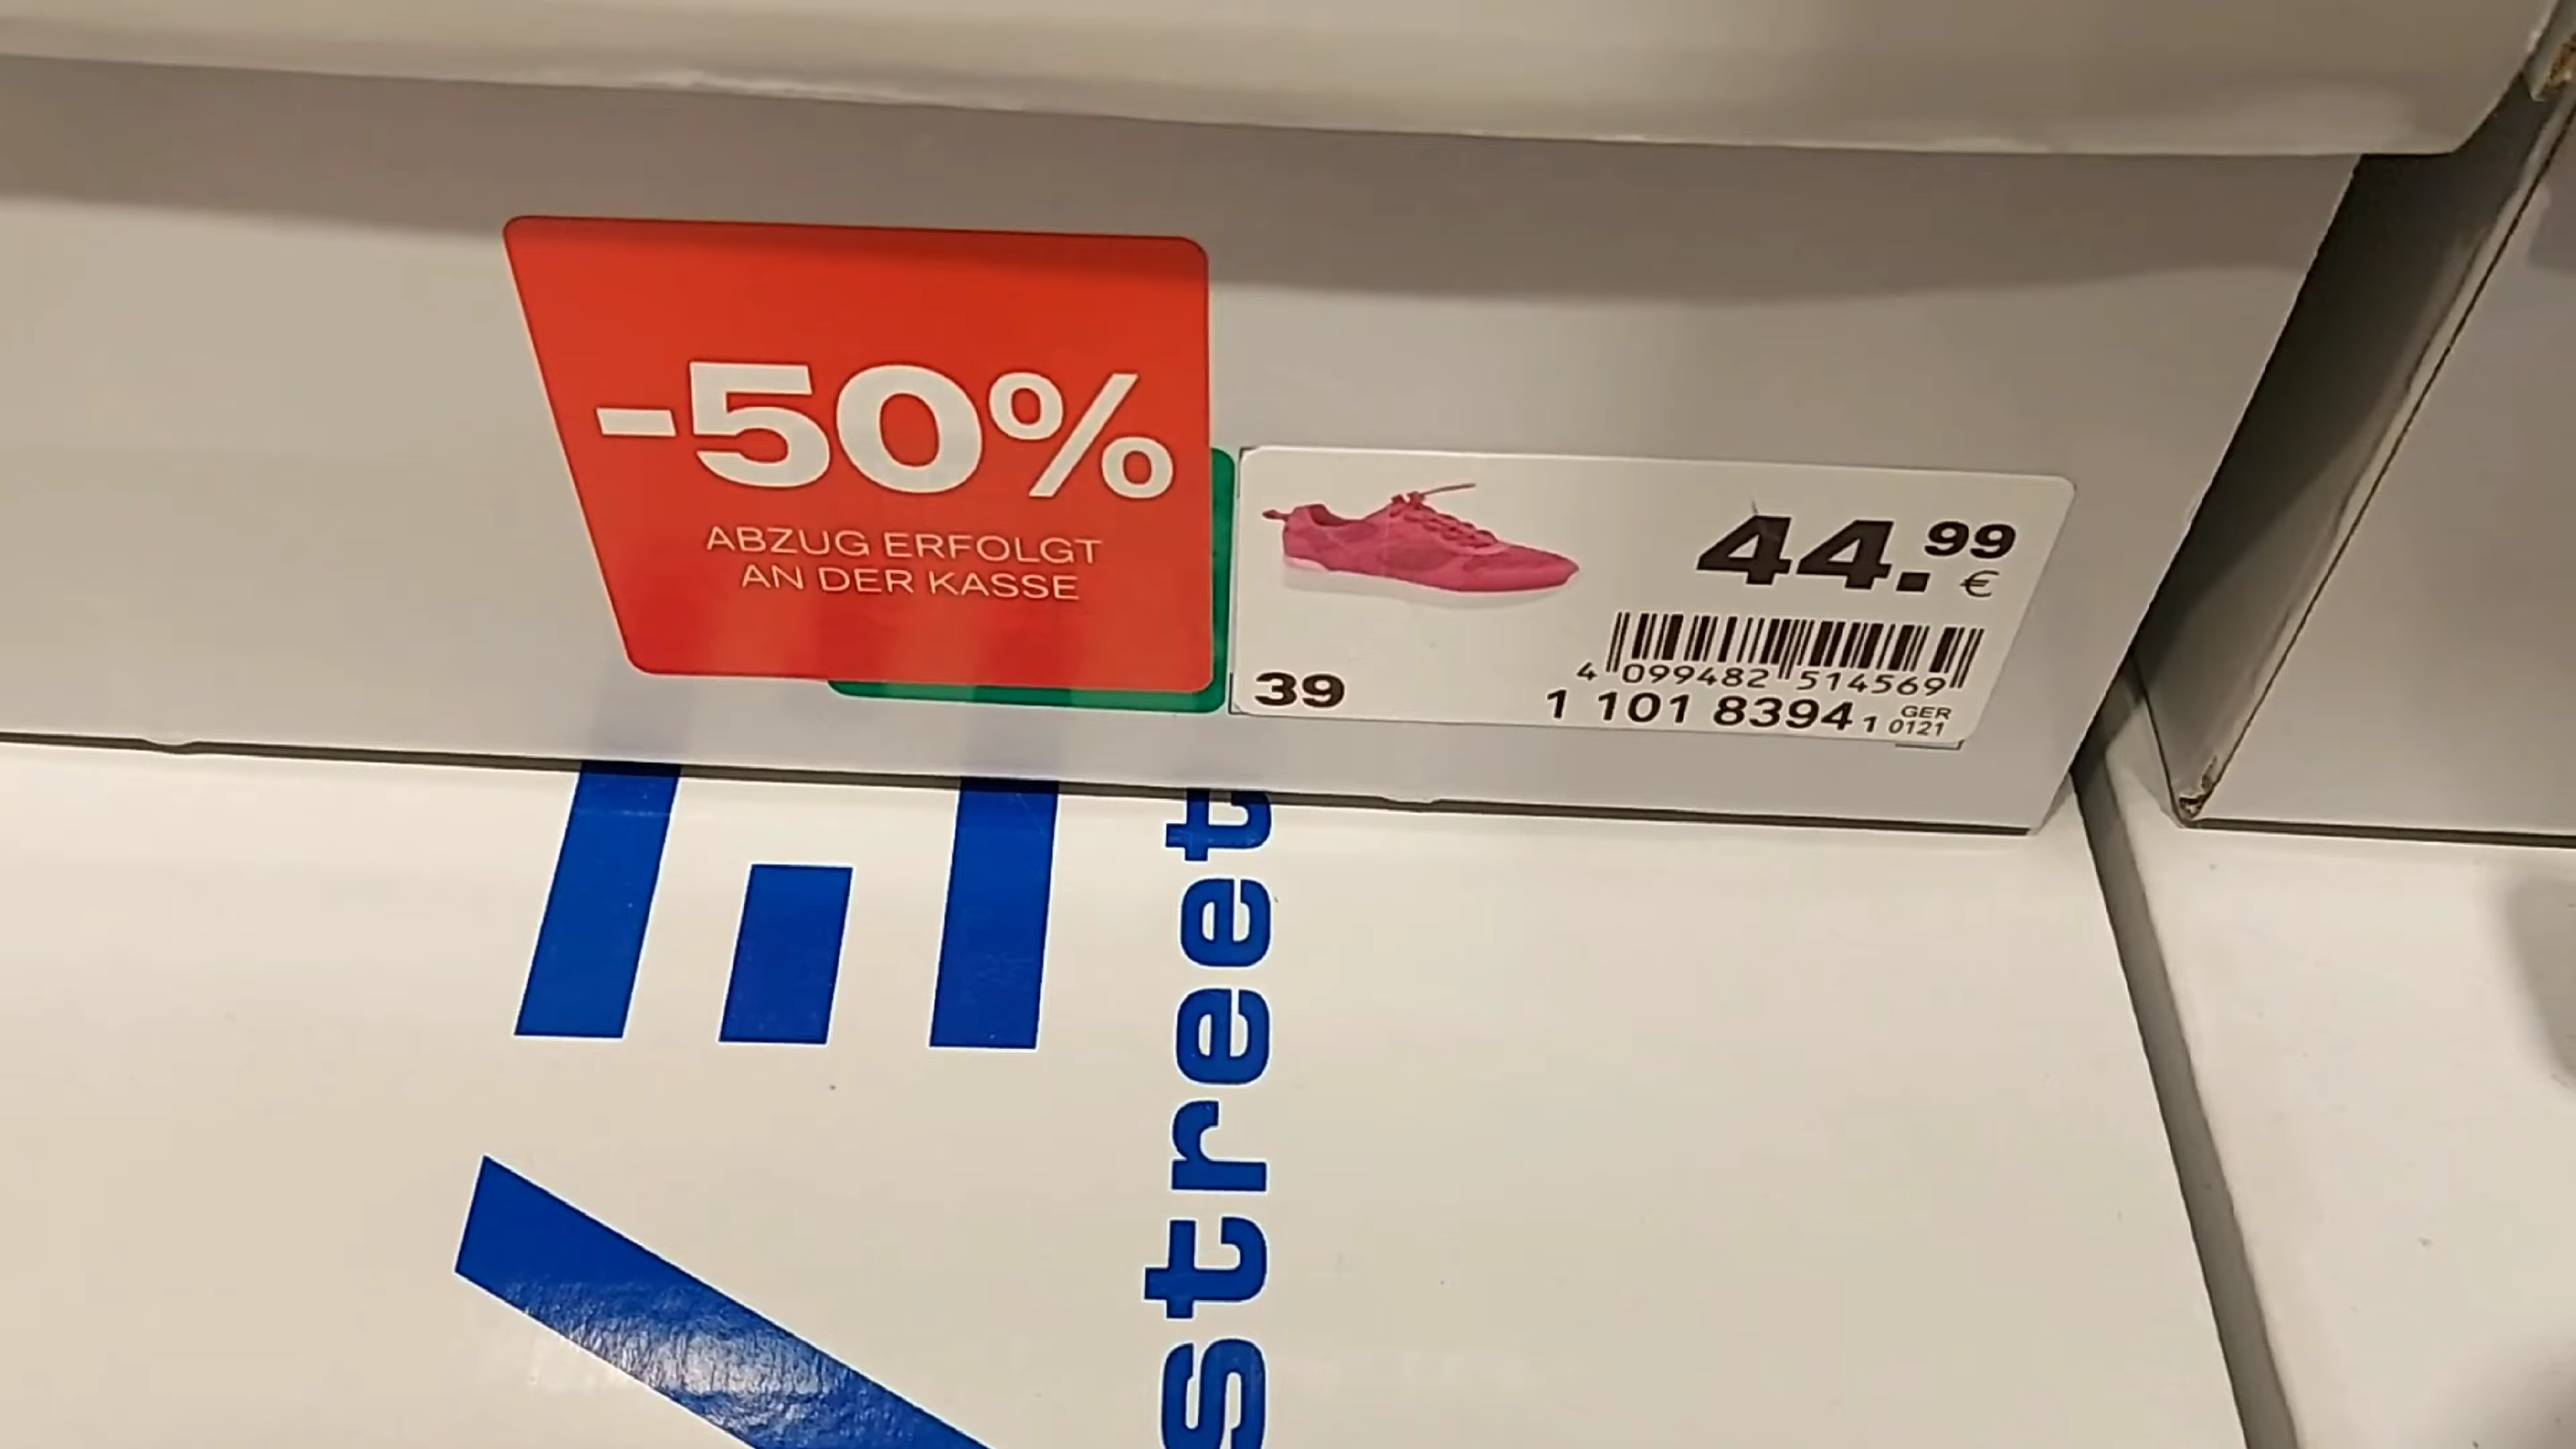 -50%
ABZUG ERFOLGT
AN DER KASSE
44.99
€
4 099482 514569
39
1 101 8394 1 GER
0121
street